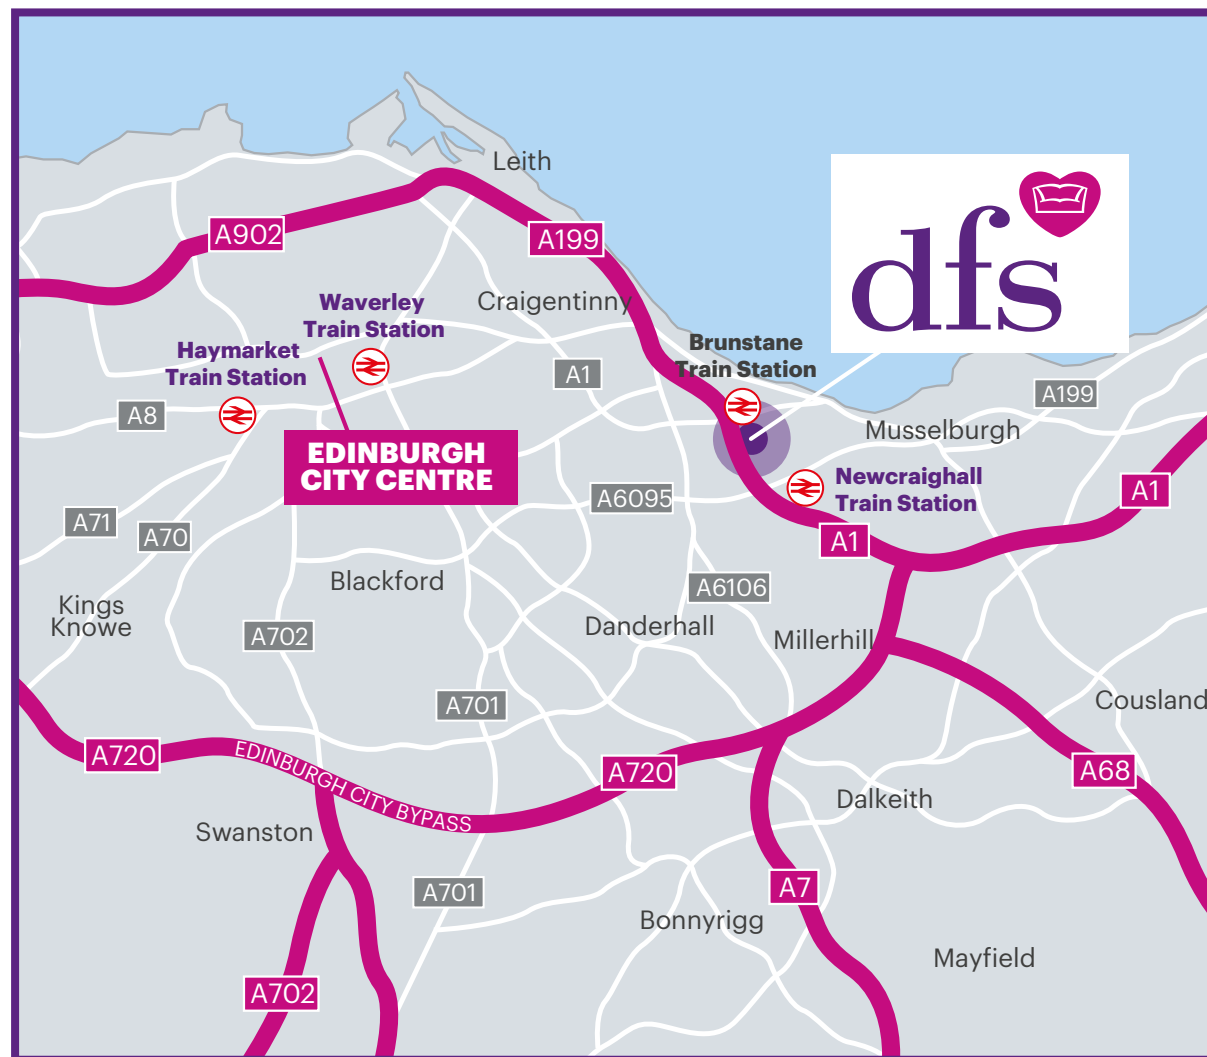 Leith
dfs
A902
A199
Waverley
Train Station
Craigentinny
Haymarket
Train Station
Brunstane
Train Station
A1
A199
A8
Musselburgh
EDINBURGH
CITY CENTRE
Newcraighall
Train Station
A6095
A1
A71
A70
A1
Blackford
A6106
Kings
Knowe
A702
Danderhall
Millerhill
Cousland
A701
A720
EDINBURGH CITY BYPASS
A720
A68
Dalkeith
Swanston
A701
A7
Bonnyrigg
Mayfield
A702